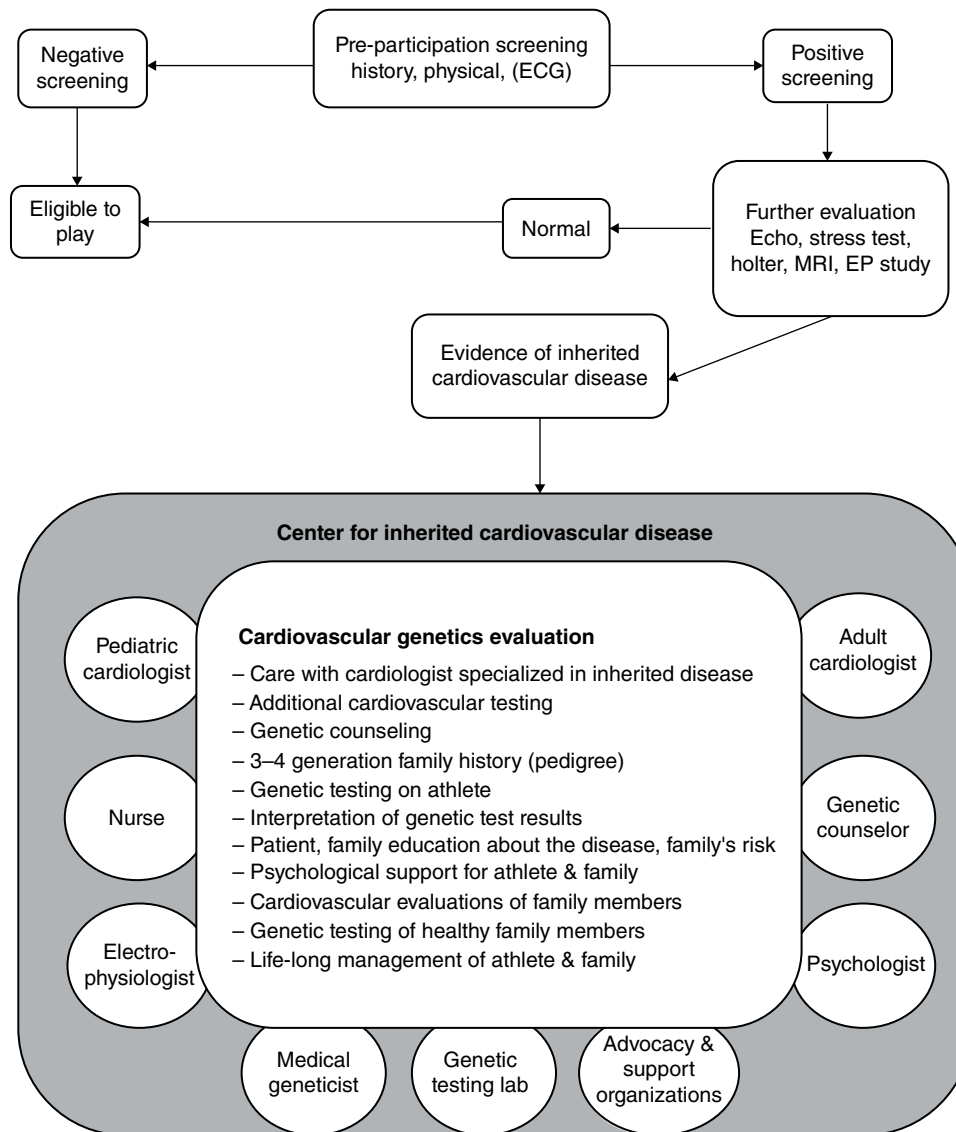 Negative
screening
Pre-participation screening
history, physical, (ECG)
Positive
screening
Eligible to
play
Normal
Further evaluation
Echo, stress test,
holter, MRI, EP study
Evidence of inherited
cardiovascular disease
Center for inherited cardiovascular disease
Pediatric
cardiologist
Nurse
Electro-
physiologist
Cardiovascular genetics evaluation
– Care with cardiologist specialized in inherited disease
– Additional cardiovascular testing
– Genetic counseling
– 3–4 generation family history (pedigree)
– Genetic testing on athlete
– Interpretation of genetic test results
– Patient, family education about the disease, family's risk
– Psychological support for athlete & family
– Cardiovascular evaluations of family members
– Genetic testing of healthy family members
– Life-long management of athlete & family
Adult
cardiologist
Genetic
counselor
Psychologist
Medical
geneticist
Genetic
testing lab
Advocacy &
support
organizations